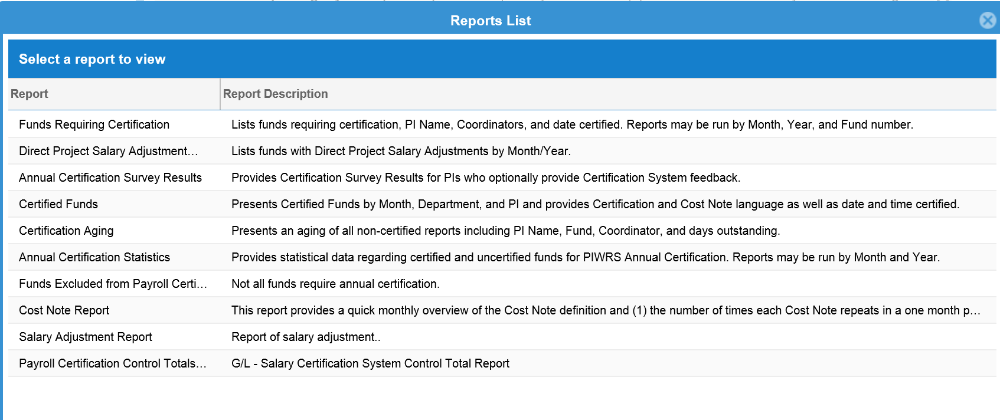 Reports List
Select a report to view
Report Report Description
Funds Requiring Certification Lists funds requiring certification, PI Name, Coordinators, and date certified. Reports may be run by Month, Year, and Fund number.
Direct Project Salary Adjustment... Lists funds with Direct Project Salary Adjustments by Month/Year.
Annual Certification Survey Results Provides Certification Survey Results for PIs who optionally provide Certification System feedback.
Certified Funds Presents Certified Funds by Month, Department, and PI and provides Certification and Cost Note language as well as date and time certified.
Certification Aging Presents an aging of all non-certified reports including PI Name, Fund, Coordinator, and days outstanding.
Annual Certification Statistics Provides statistical data regarding certified and uncertified funds for PIWRS Annual Certification. Reports may be run by Month and Year.
Funds Excluded from Payroll Certi... Not all funds require annual certification.
Cost Note Report This report provides a quick monthly overview of the Cost Note definition and (1) the number of times each Cost Note repeats in a one month p...
Salary Adjustment Report Report of salary adjustment..
Payroll Certification Control Totals... G/L - Salary Certification System Control Total Report